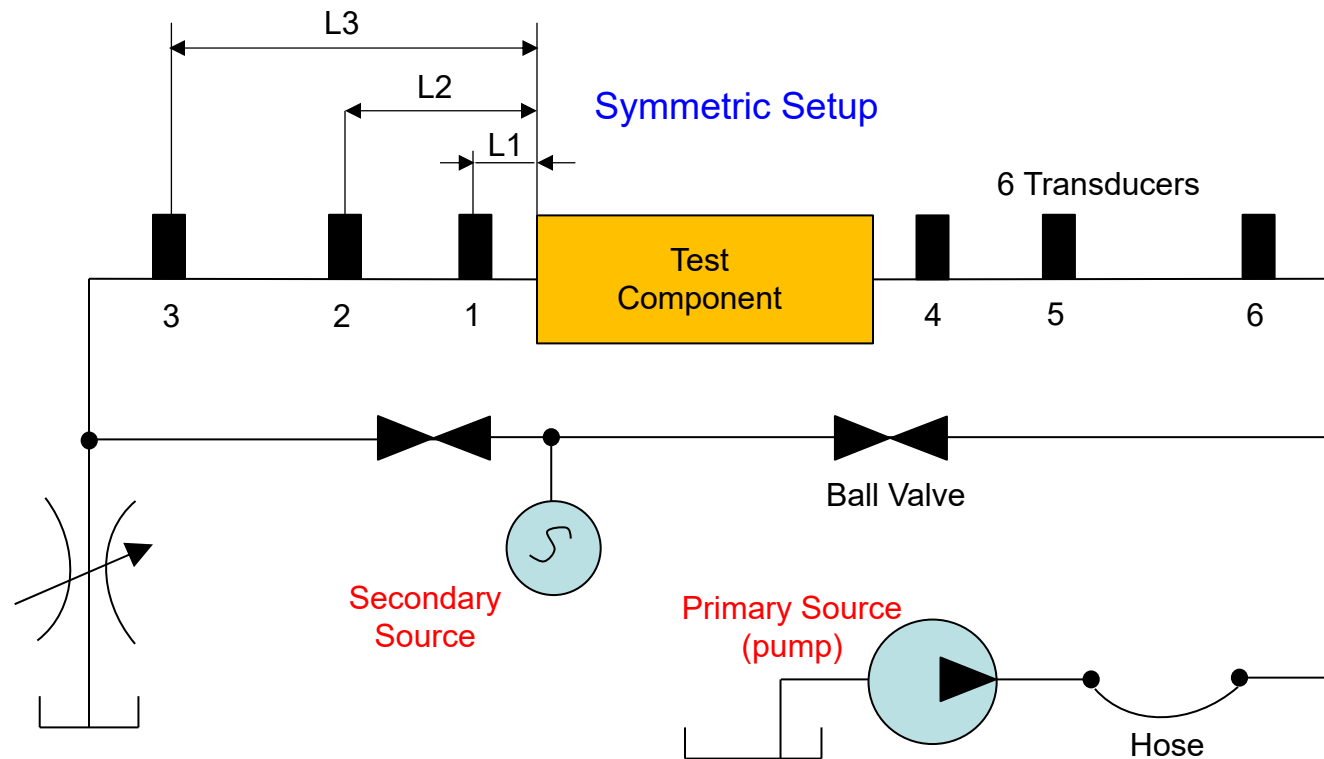 L3
L2
Symmetric Setup
L1
6 Transducers
Test
Component
3
2
1
4
5
6
Ball Valve
Secondary
Source
Primary Source
(pump)
Hose